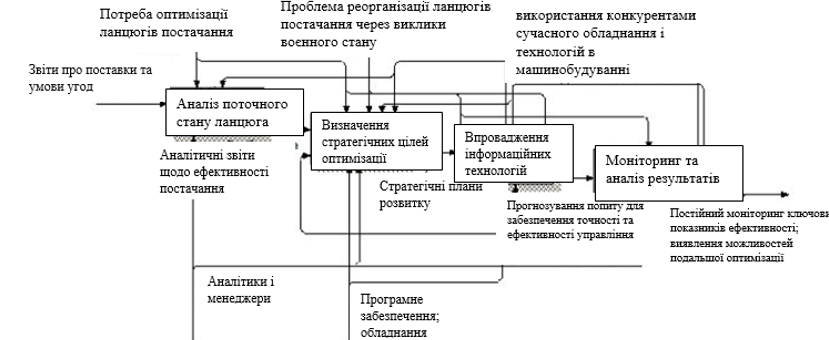 Потреба оптимізації
ланцюгів постачання
Проблема реорганізації ланцюгів
постачання через виклики
воєнного стану
використання конкурентами
сучасного обладнання і
технологій в
машинобудуванні
Звіти про поставки та
умови угод
Аналіз поточного
стану ланцюга
Визначення
стратегічних цілей
оптимізації
Впровадження
інформаційних
технологій
Моніторинг та
аналіз результатів
Аналітичні звіти
щодо ефективності
постачання
Стратегічні плани
розвитку
Прогнозування попиту для
забезпечення точності та
ефективності управління
Постійний моніторинг ключови
показників ефективності;
виявлення можливостей
подальшої оптимізації
Аналітики і
менеджери
Програмне
забезпечення;
обладнання